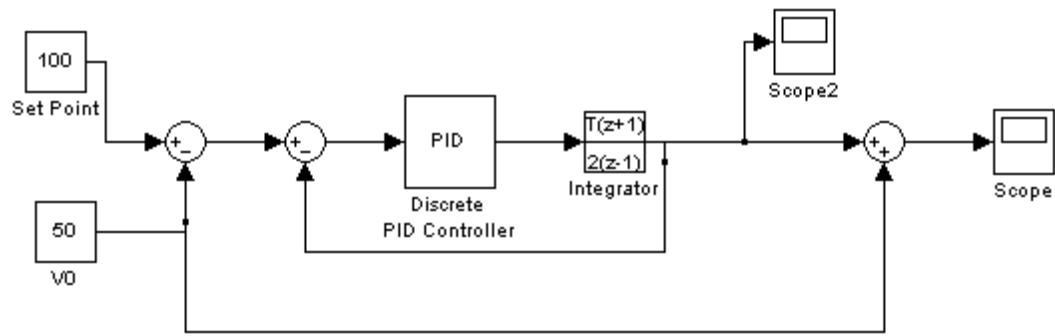 100
Set Point
Scope2
PID
T(z+1)
2(z-1)
Integrator
Discrete
PID Controller
Scope
+
−
+
−
+
+
50
V0